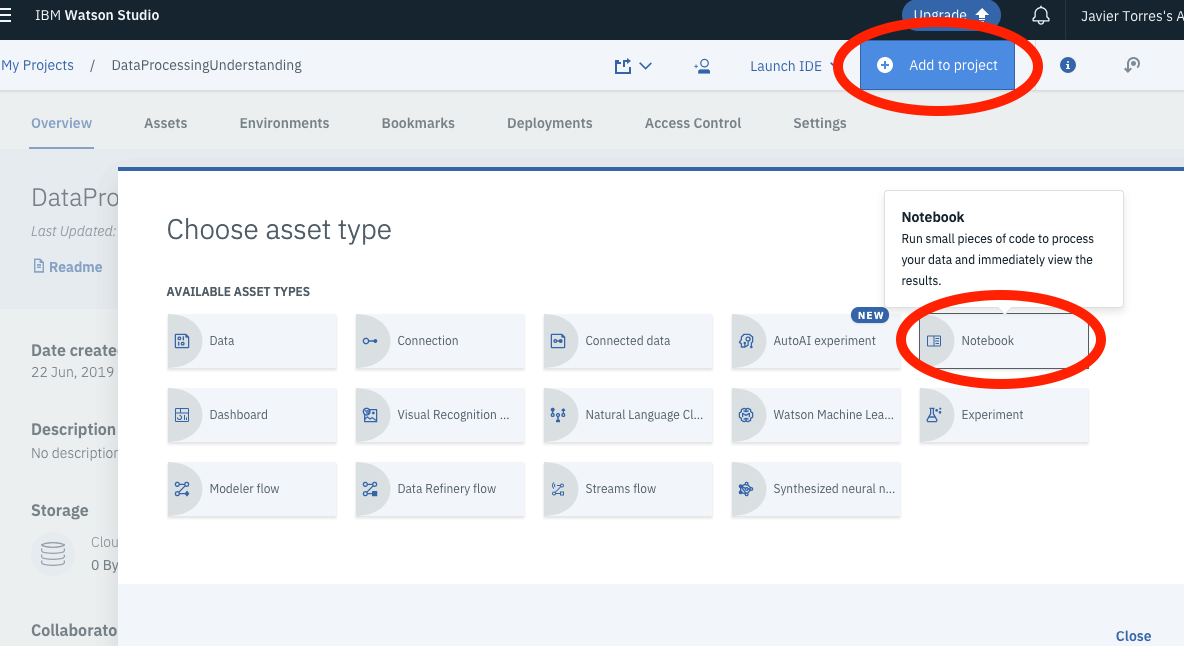 IBM Watson Studio
Upgrade
Javier Torres's A
My Projects / DataProcessingUnderstanding
Launch IDE
Add to project
Overview
Assets
Environments
Bookmarks
Deployments
Access Control
Settings
DataPro
Last Updated:
Readme
Date create
22 Jun, 2019
Description
No description
Storage
Clou
0 By
Collaborato
Choose asset type
Notebook
Run small pieces of code to process
your data and immediately view the
results.
AVAILABLE ASSET TYPES
NEW
Data
Connection
Connected data
AutoAI experiment
Notebook
Dashboard
Visual Recognition ...
Natural Language Cl...
Watson Machine Lea...
Experiment
Modeler flow
Data Refinery flow
Streams flow
Synthesized neural n...
Close